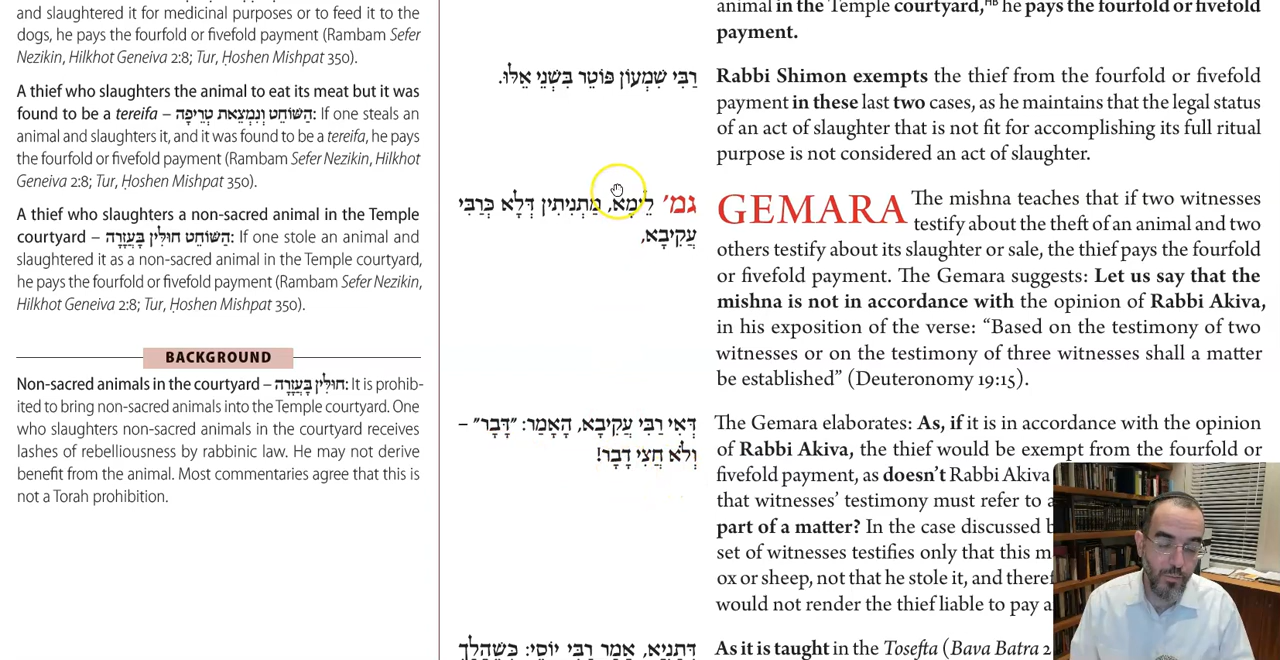 and slaughtered it for medicinal purposes or to feed it to the
dogs, he pays the fourfold or fivefold payment (Rambam Sefer
Nezikin, Hilkhot Geneiva 2:8; Tur, Ḥoshen Mishpat 350).
A thief who slaughters the animal to eat its meat but it was
found to be a tereifa – הַשּׁוֹחֵט וְנִמְצֵאת טְרֵיפָה: If one steals an
animal and slaughters it, and it was found to be a tereifa, he pays
the fourfold or fivefold payment (Rambam Sefer Nezikin, Hilkhot
Geneiva 2:8; Tur, Ḥoshen Mishpat 350).
A thief who slaughters a non-sacred animal in the Temple
courtyard – הַשּׁוֹחֵט חוּלִּין בָּעֲזָרָה: If one stole an animal and
slaughtered it as a non-sacred animal in the Temple courtyard,
he pays the fourfold or fivefold payment (Rambam Sefer Nezikin,
Hilkhot Geneiva 2:8; Tur, Ḥoshen Mishpat 350).
BACKGROUND
Non-sacred animals in the courtyard – חוּלִּין בָּעֲזָרָה: It is prohib-
ited to bring non-sacred animals into the Temple courtyard. One
who slaughters non-sacred animals in the courtyard receives
lashes of rebelliousness by rabbinic law. He may not derive
benefit from the animal. Most commentaries agree that this is
not a Torah prohibition.
animal in the Temple courtyard,ᴴᴮ he pays the fourfold or fivefold
payment.
רַבִּי שִׁמְעוֹן פּוֹטֵר בִּשְׁנֵי אֵלּוּ.
Rabbi Shimon exempts the thief from the fourfold or fivefold
payment in these last two cases, as he maintains that the legal status
of an act of slaughter that is not fit for accomplishing its full ritual
purpose is not considered an act of slaughter.
גמ׳ לֵימָא, מַתְנִיתִין דְּלָא כְּרַבִּי
עֲקִיבָא,
GEMARA The mishna teaches that if two witnesses
testify about the theft of an animal and two
others testify about its slaughter or sale, the thief pays the fourfold
or fivefold payment. The Gemara suggests: Let us say that the
mishna is not in accordance with the opinion of Rabbi Akiva,
in his exposition of the verse: “Based on the testimony of two
witnesses or on the testimony of three witnesses shall a matter
be established” (Deuteronomy 19:15).
דְּאִי רַבִּי עֲקִיבָא, הָאָמַר: ״דָּבָר״ –
וְלֹא חֲצִי דָבָר!
The Gemara elaborates: As, if it is in accordance with the opinion
of Rabbi Akiva, the thief would be exempt from the fourfold or
fivefold payment, as doesn’t Rabbi Akiva
that witnesses’ testimony must refer to a
part of a matter? In the case discussed
set of witnesses testifies only that this
ox or sheep, not that he stole it, and
would not render the thief liable to pay
דְּתַנְיָא, אָמַר רַבִּי יוֹסֵי: כְּשֶׁהָלַךְ
As it is taught in the Tosefta (Bava Batra